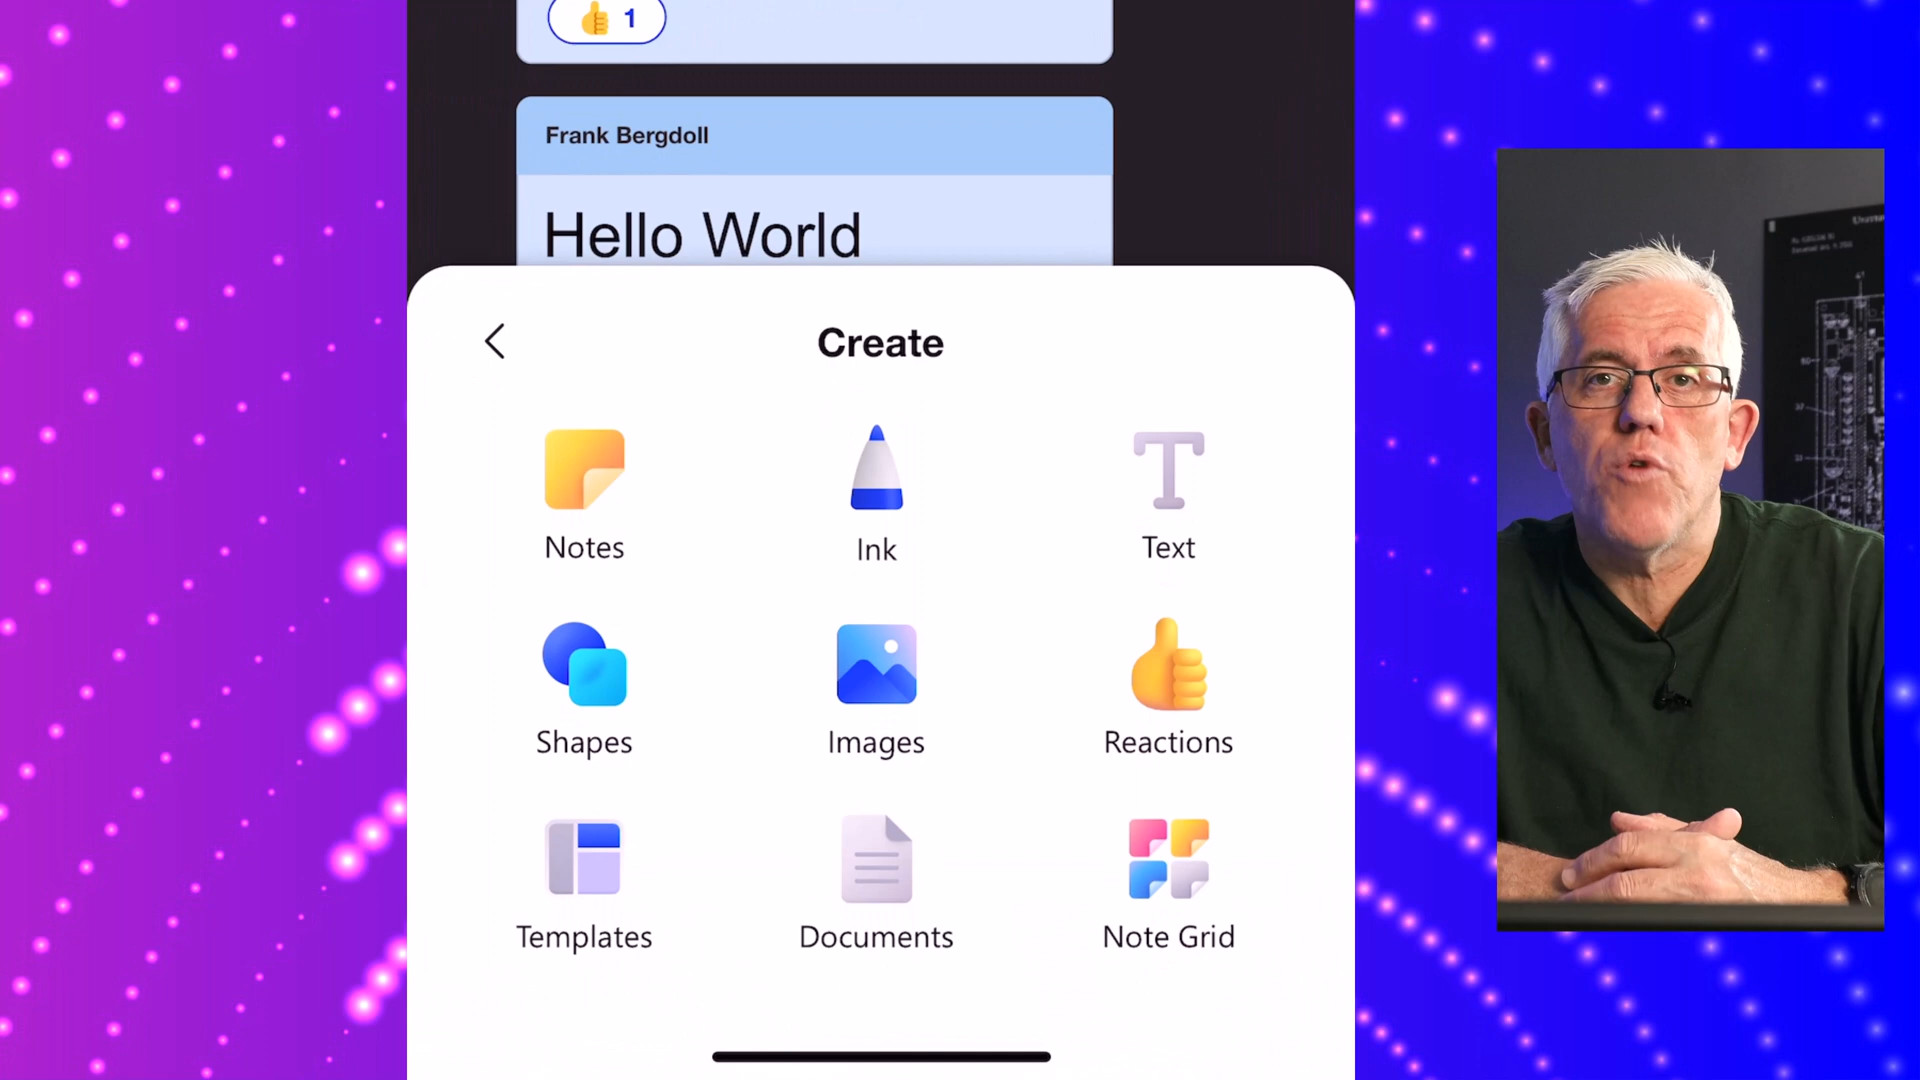 1
Frank Bergdoll
Hello World
Create
Notes
Ink
Text
Shapes
Images
Reactions
Templates
Documents
Note Grid